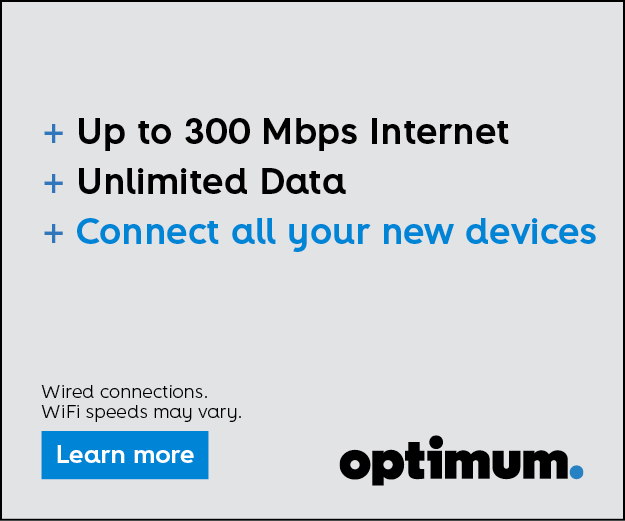 + Up to 300 Mbps Internet
+ Unlimited Data
+ Connect all your new devices
Wired connections.
WiFi speeds may vary.
Learn more
optimum.